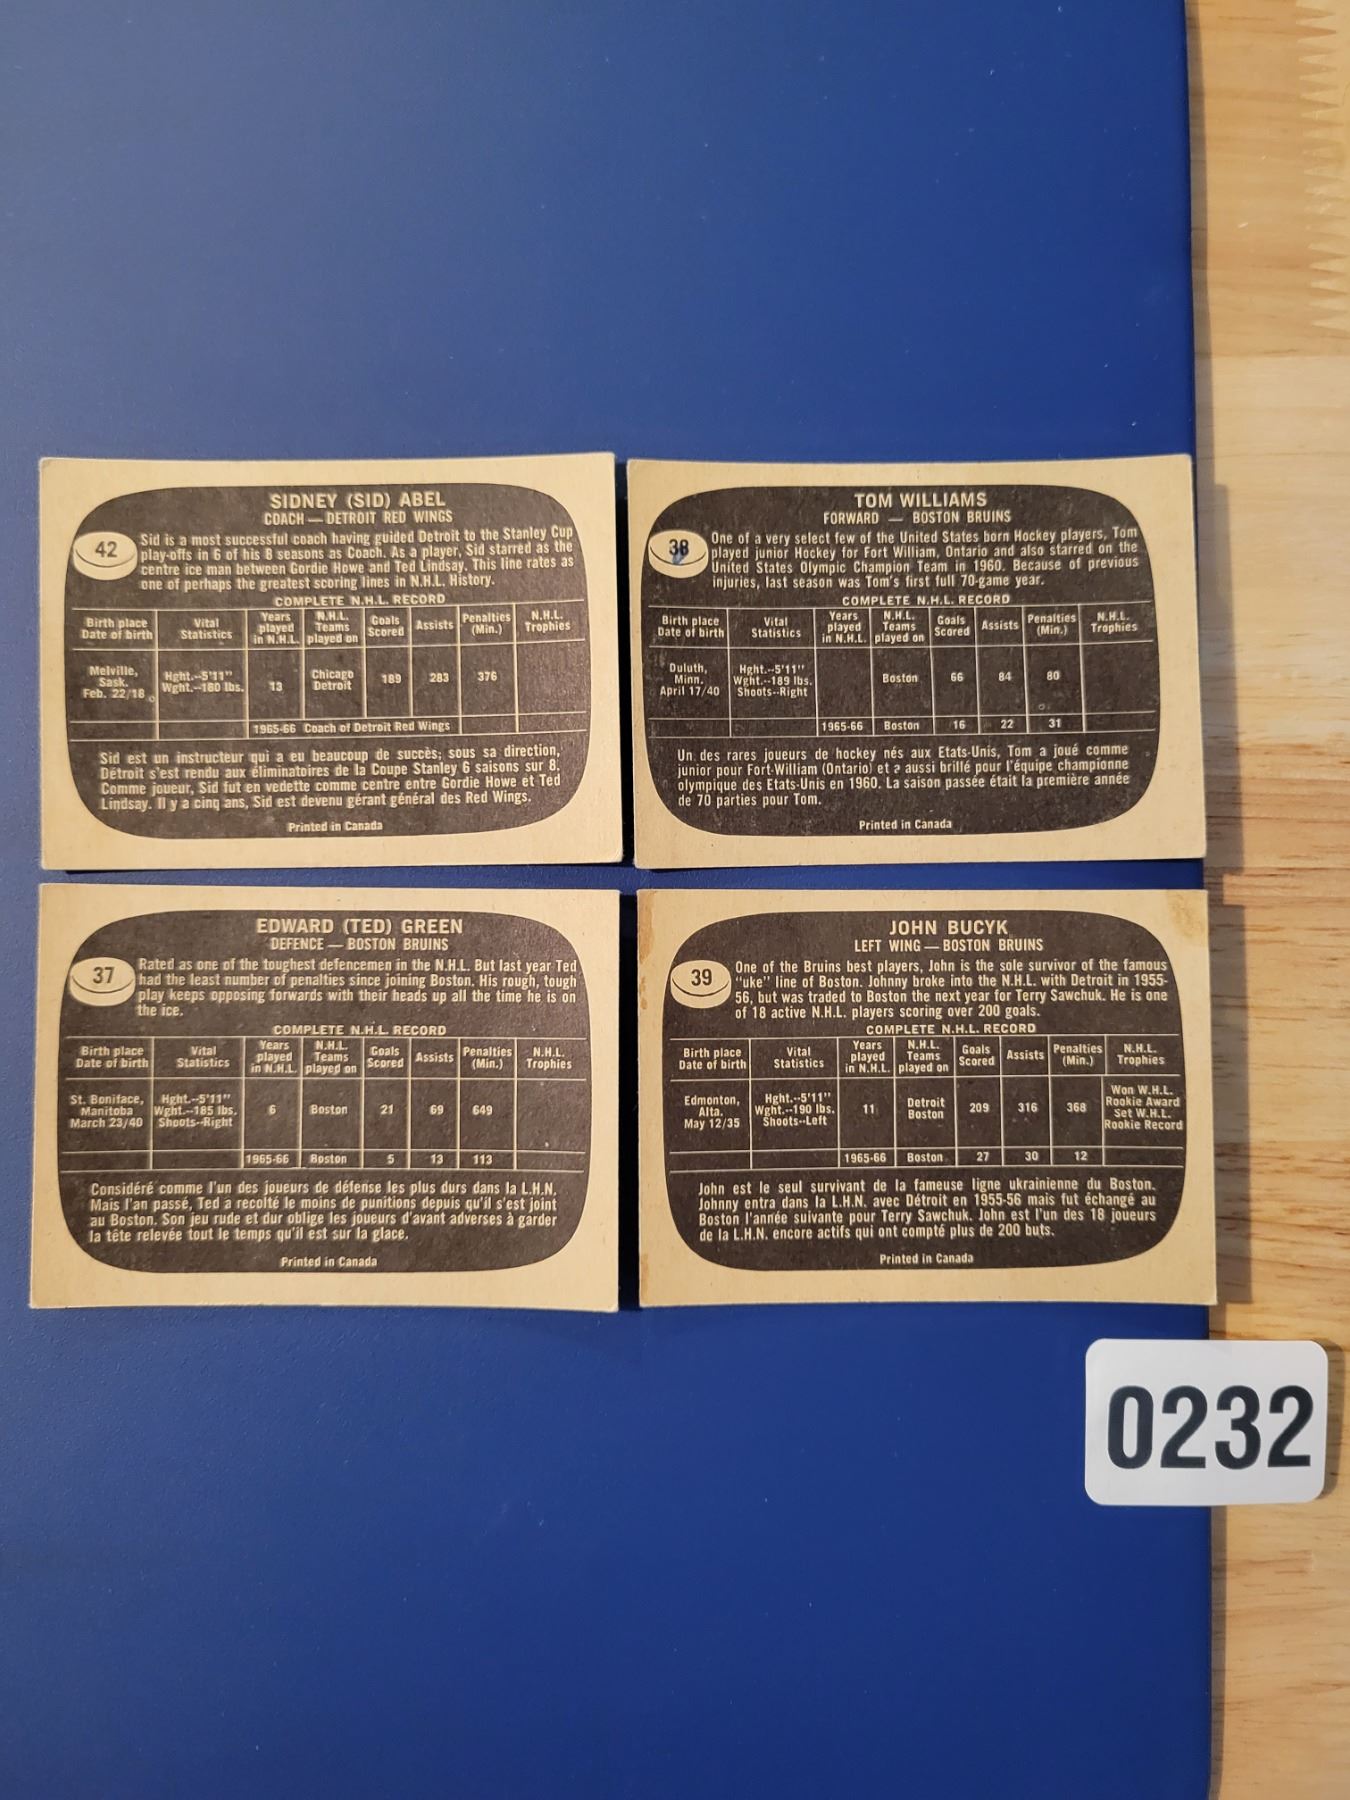 SIDNEY (SID) ABEL
COACH — DETROIT RED WINGS
42
Sid is a most successful coach having guided Detroit to the Stanley Cup
play-offs in 6 of his 8 seasons as Coach. As a player, Sid starred as the
centre ice man between Gordie Howe and Ted Lindsay. This line rates as
one of perhaps the greatest scoring lines in N.H.L. History.
COMPLETE N.H.L. RECORD
Birth place
Date of birth
Vital
Statistics
Years
played
in N.H.L.
N.H.L.
Teams
played on
Goals
Scored
Assists
Penalties
(Min.)
N.H.L.
Trophies
Melville,
Sask.
Feb. 22/18
Hght.--5'11"
Wght.--180 lbs.
13
Chicago
Detroit
189
283
376
1965-66 Coach of Detroit Red Wings
Sid est un instructeur qui a eu beaucoup de succès; sous sa direction,
Détroit s'est rendu aux éliminatoires de la Coupe Stanley 6 saisons sur 8.
Comme joueur, Sid fut en vedette comme centre entre Gordie Howe et Ted
Lindsay. Il y a cinq ans, Sid est devenu gérant général des Red Wings.
Printed in Canada
TOM WILLIAMS
FORWARD — BOSTON BRUINS
38
One of a very select few of the United States born Hockey players, Tom
played junior Hockey for Fort William, Ontario and also starred on the
United States Olympic Champion Team in 1960. Because of previous
injuries, last season was Tom's first full 70-game year.
COMPLETE N.H.L. RECORD
Birth place
Date of birth
Vital
Statistics
Years
played
in N.H.L.
N.H.L.
Teams
played on
Goals
Scored
Assists
Penalties
(Min.)
N.H.L.
Trophies
Duluth,
Minn.
April 17/40
Hght.--5'11"
Wght.--189 lbs.
Shoots--Right
Boston
66
84
80
1965-66
Boston
16
22
31
Un des rares joueurs de hockey nés aux Etats-Unis, Tom a joué comme
junior pour Fort-William (Ontario) et a aussi brillé pour l'équipe championne
olympique des Etats-Unis en 1960. La saison passée était la première année
de 70 parties pour Tom.
Printed in Canada
EDWARD (TED) GREEN
DEFENCE — BOSTON BRUINS
37
Rated as one of the toughest defencemen in the N.H.L. But last year Ted
had the least number of penalties since joining Boston. His rough, tough
play keeps opposing forwards with their heads up all the time he is on
the ice.
COMPLETE N.H.L. RECORD
Birth place
Date of birth
Vital
Statistics
Years
played
in N.H.L.
N.H.L.
Teams
played on
Goals
Scored
Assists
Penalties
(Min.)
N.H.L.
Trophies
St. Boniface,
Manitoba
March 23/40
Hght.--5'11"
Wght.--185 lbs.
Shoots--Right
6
Boston
21
69
649
1965-66
Boston
5
13
113
Considéré comme l'un des joueurs de défense les plus durs dans la L.H.N.
Mais l'an passé, Ted a recolté le moins de punitions depuis qu'il s'est joint
au Boston. Son jeu rude et dur oblige les joueurs d'avant adverses à garder
la tête relevée tout le temps qu'il est sur la glace.
Printed in Canada
JOHN BUCYK
LEFT WING — BOSTON BRUINS
39
One of the Bruins best players, John is the sole survivor of the famous
"uke" line of Boston. Johnny broke into the N.H.L. with Detroit in 1955-
56, but was traded to Boston the next year for Terry Sawchuk. He is one
of 18 active N.H.L. players scoring over 200 goals.
COMPLETE N.H.L. RECORD
Birth place
Date of birth
Vital
Statistics
Years
played
in N.H.L.
N.H.L.
Teams
played on
Goals
Scored
Assists
Penalties
(Min.)
N.H.L.
Trophies
Edmonton,
Alta.
May 12/35
Hght.--5'11"
Wght.--190 lbs.
Shoots--Left
11
Detroit
Boston
209
316
368
Won W.H.L.
Rookie Award
Set W.H.L.
Rookie Record
1965-66
Boston
27
30
12
John est le seul survivant de la fameuse ligne ukrainienne du Boston.
Johnny entra dans la L.H.N. avec Détroit en 1955-56 mais fut échangé au
Boston l'année suivante pour Terry Sawchuk. John est l'un des 18 joueurs
de la L.H.N. encore actifs qui ont compté plus de 200 buts.
Printed in Canada
0232